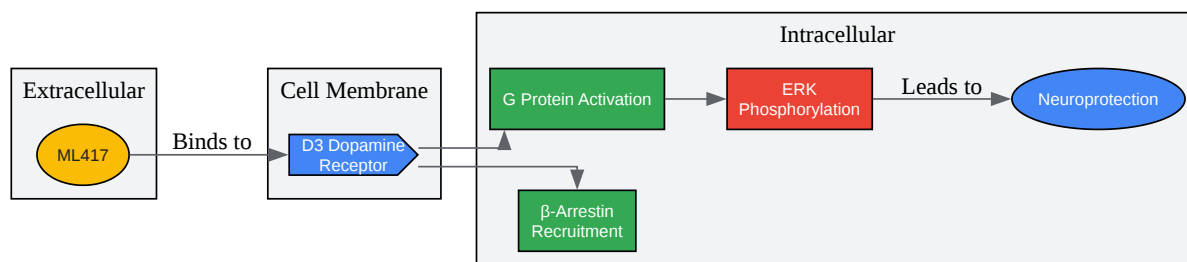 Extracellular
ML417
Binds to
Cell Membrane
D3 Dopamine
Receptor
Intracellular
G Protein Activation
ERK
Phosphorylation
Leads to
Neuroprotection
β-Arrestin
Recruitment